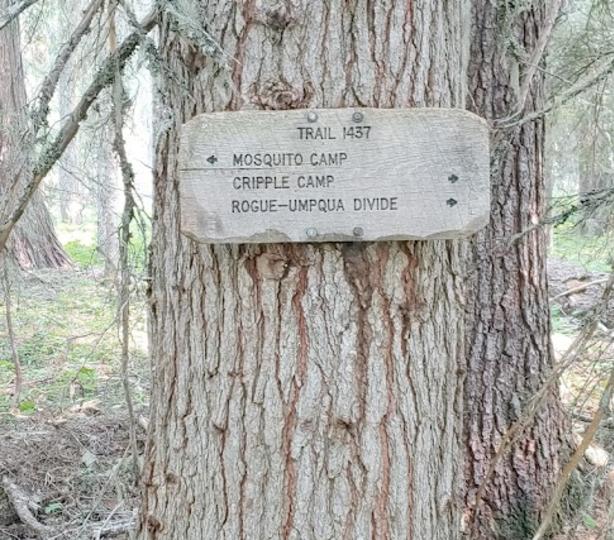 TRAIL 1437
← MOSQUITO CAMP
CRIPPLE CAMP →
ROGUE-UMPQUA DIVIDE →